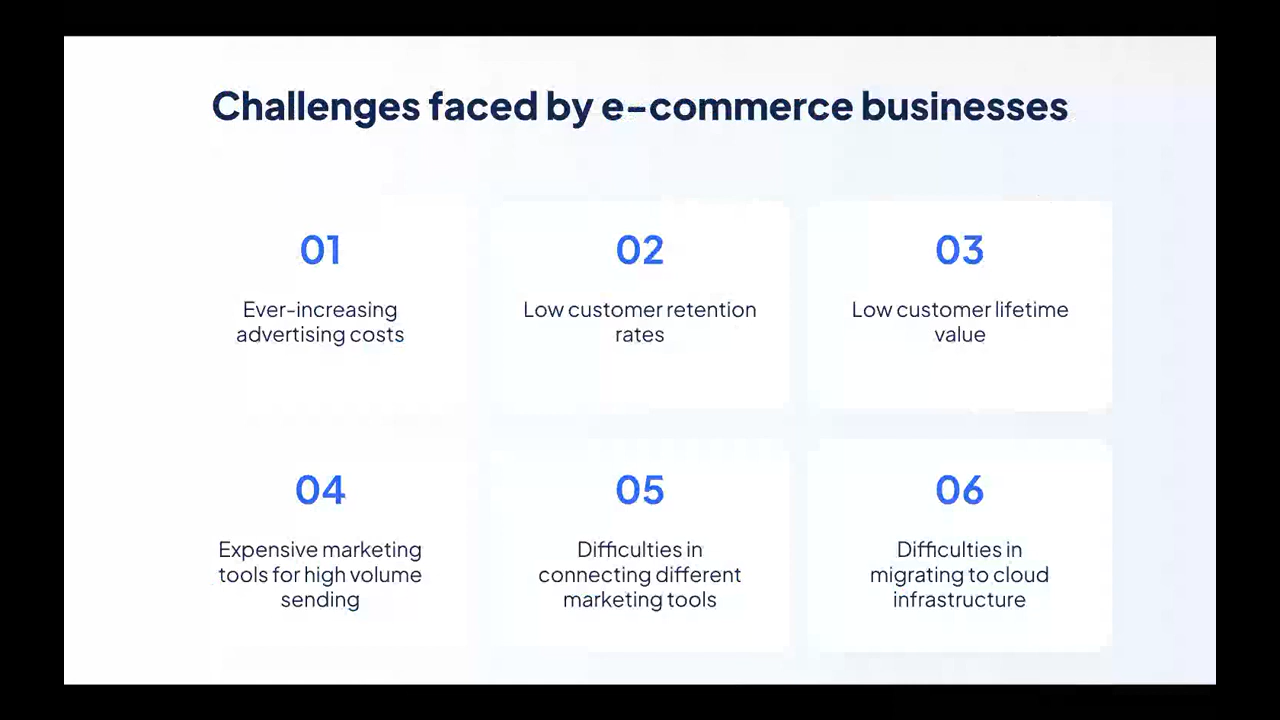 Challenges faced by e-commerce businesses
01
Ever-increasing
advertising costs
02
Low customer retention
rates
03
Low customer lifetime
value
04
Expensive marketing
tools for high volume
sending
05
Difficulties in
connecting different
marketing tools
06
Difficulties in
migrating to cloud
infrastructure